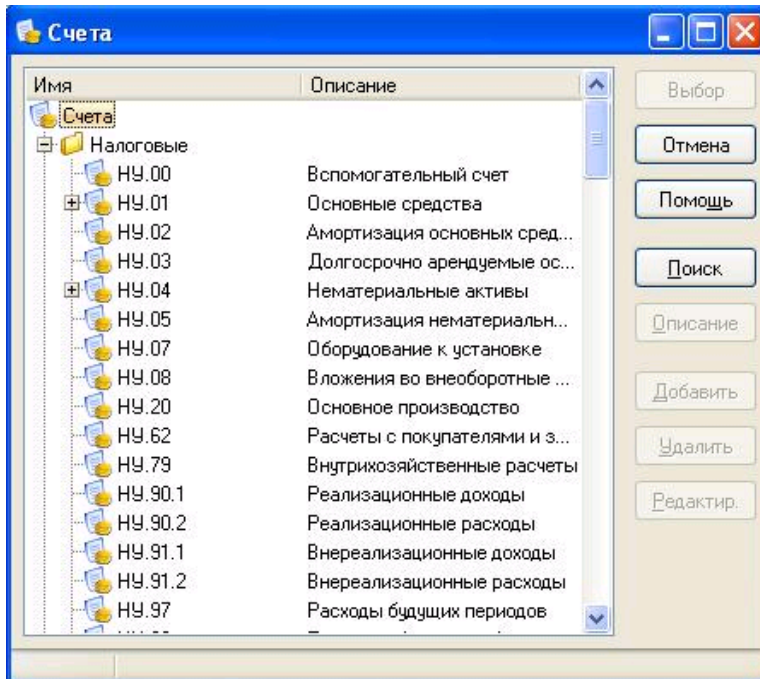 Счета
Имя Описание
Счета
Налоговые
НУ.00 Вспомогательный счет
НУ.01 Основные средства
НУ.02 Амортизация основных сред...
НУ.03 Долгосрочно арендуемые ос...
НУ.04 Нематериальные активы
НУ.05 Амортизация нематериальн...
НУ.07 Оборудование к установке
НУ.08 Вложения во внеоборотные ...
НУ.20 Основное производство
НУ.62 Расчеты с покупателями и з...
НУ.79 Внутрихозяйственные расчеты
НУ.90.1 Реализационные доходы
НУ.90.2 Реализационные расходы
НУ.91.1 Внереализационные доходы
НУ.91.2 Внереализационные расходы
НУ.97 Расходы будущих периодов
Выбор
Отмена
Помощь
Поиск
Описание
Добавить
Удалить
Редактир.